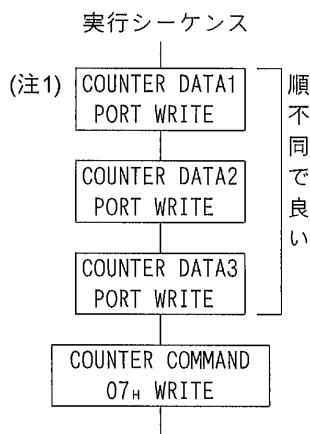 実行シーケンス
(注1)
COUNTER DATA1
PORT WRITE
順不同で良い
COUNTER DATA2
PORT WRITE
COUNTER DATA3
PORT WRITE
COUNTER COMMAND
07H WRITE